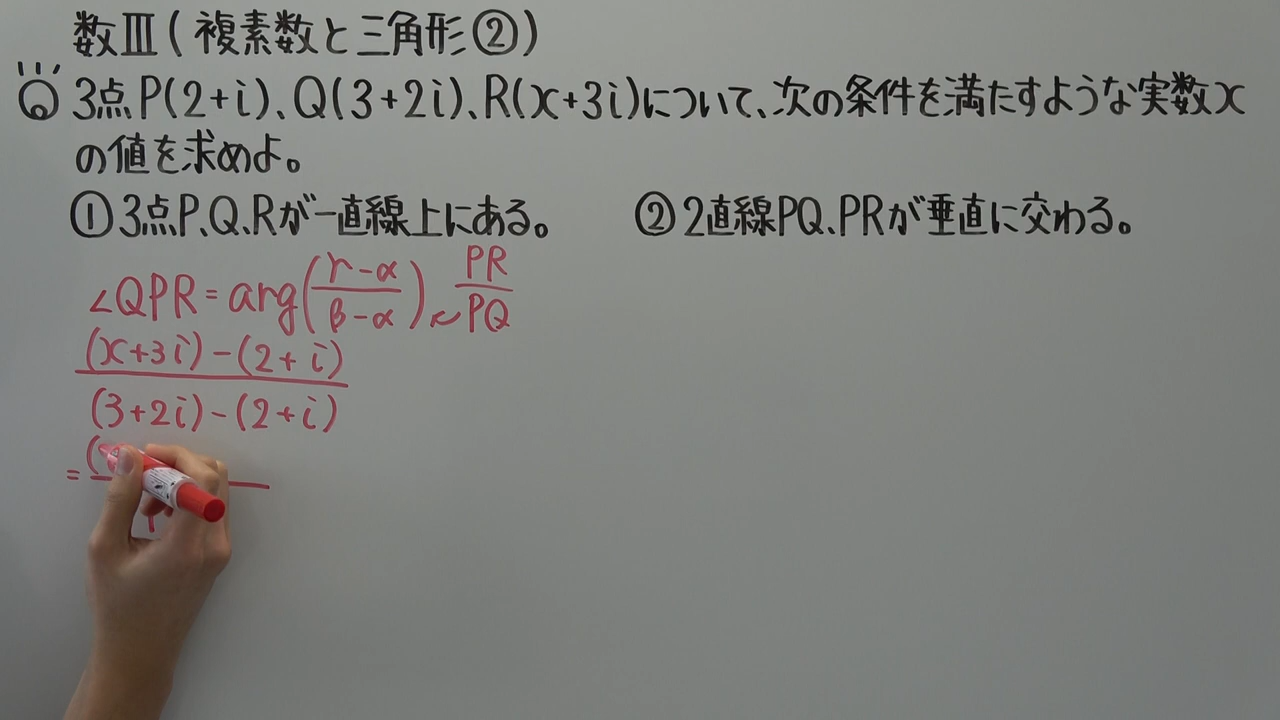 数Ⅲ(複素数と三角形②)
Q 3点P(2+i)、Q(3+2i)、R(x+3i)について、次の条件を満たすような実数x
の値を求めよ。
①3点P、Q、Rが一直線上にある。 ②2直線PQ、PRが垂直に交わる。
∠QPR=arg((γ-α)/(β-α)) PR/PQ
(x+3i)-(2+i)
(3+2i)-(2+i)
=